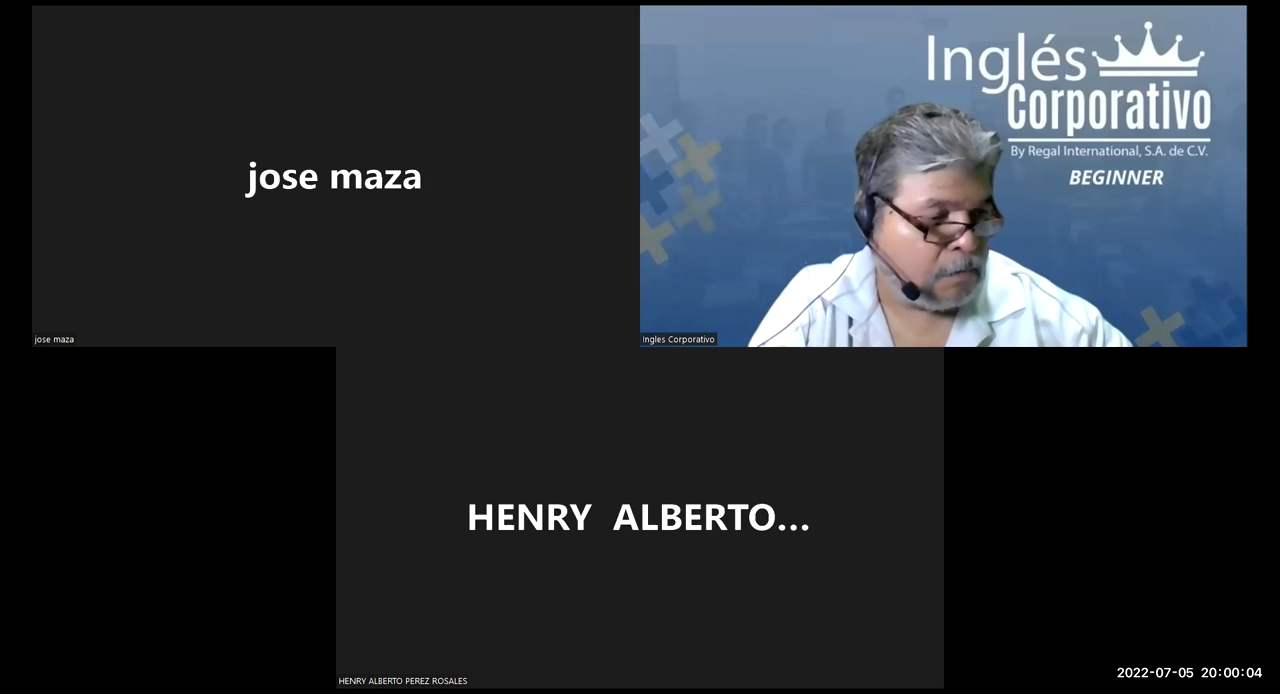 jose maza
jose maza
Inglés
Corporativo
By Regal International, S.A. de C.V.
BEGINNER
Ingles Corporativo
HENRY ALBERTO...
HENRY ALBERTO PEREZ ROSALES
2022-07-05 20:00:04